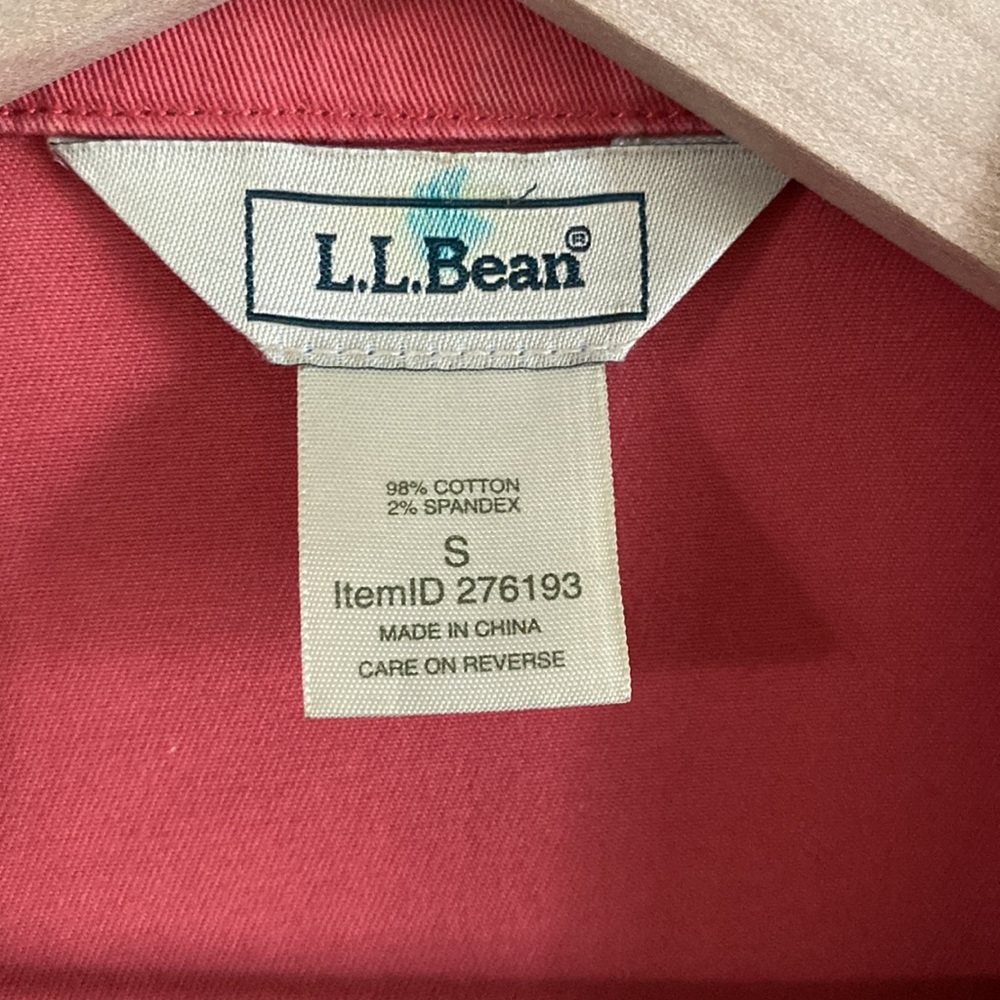 L.L.Bean®
98% COTTON
2% SPANDEX
S
ItemID 276193
MADE IN CHINA
CARE ON REVERSE